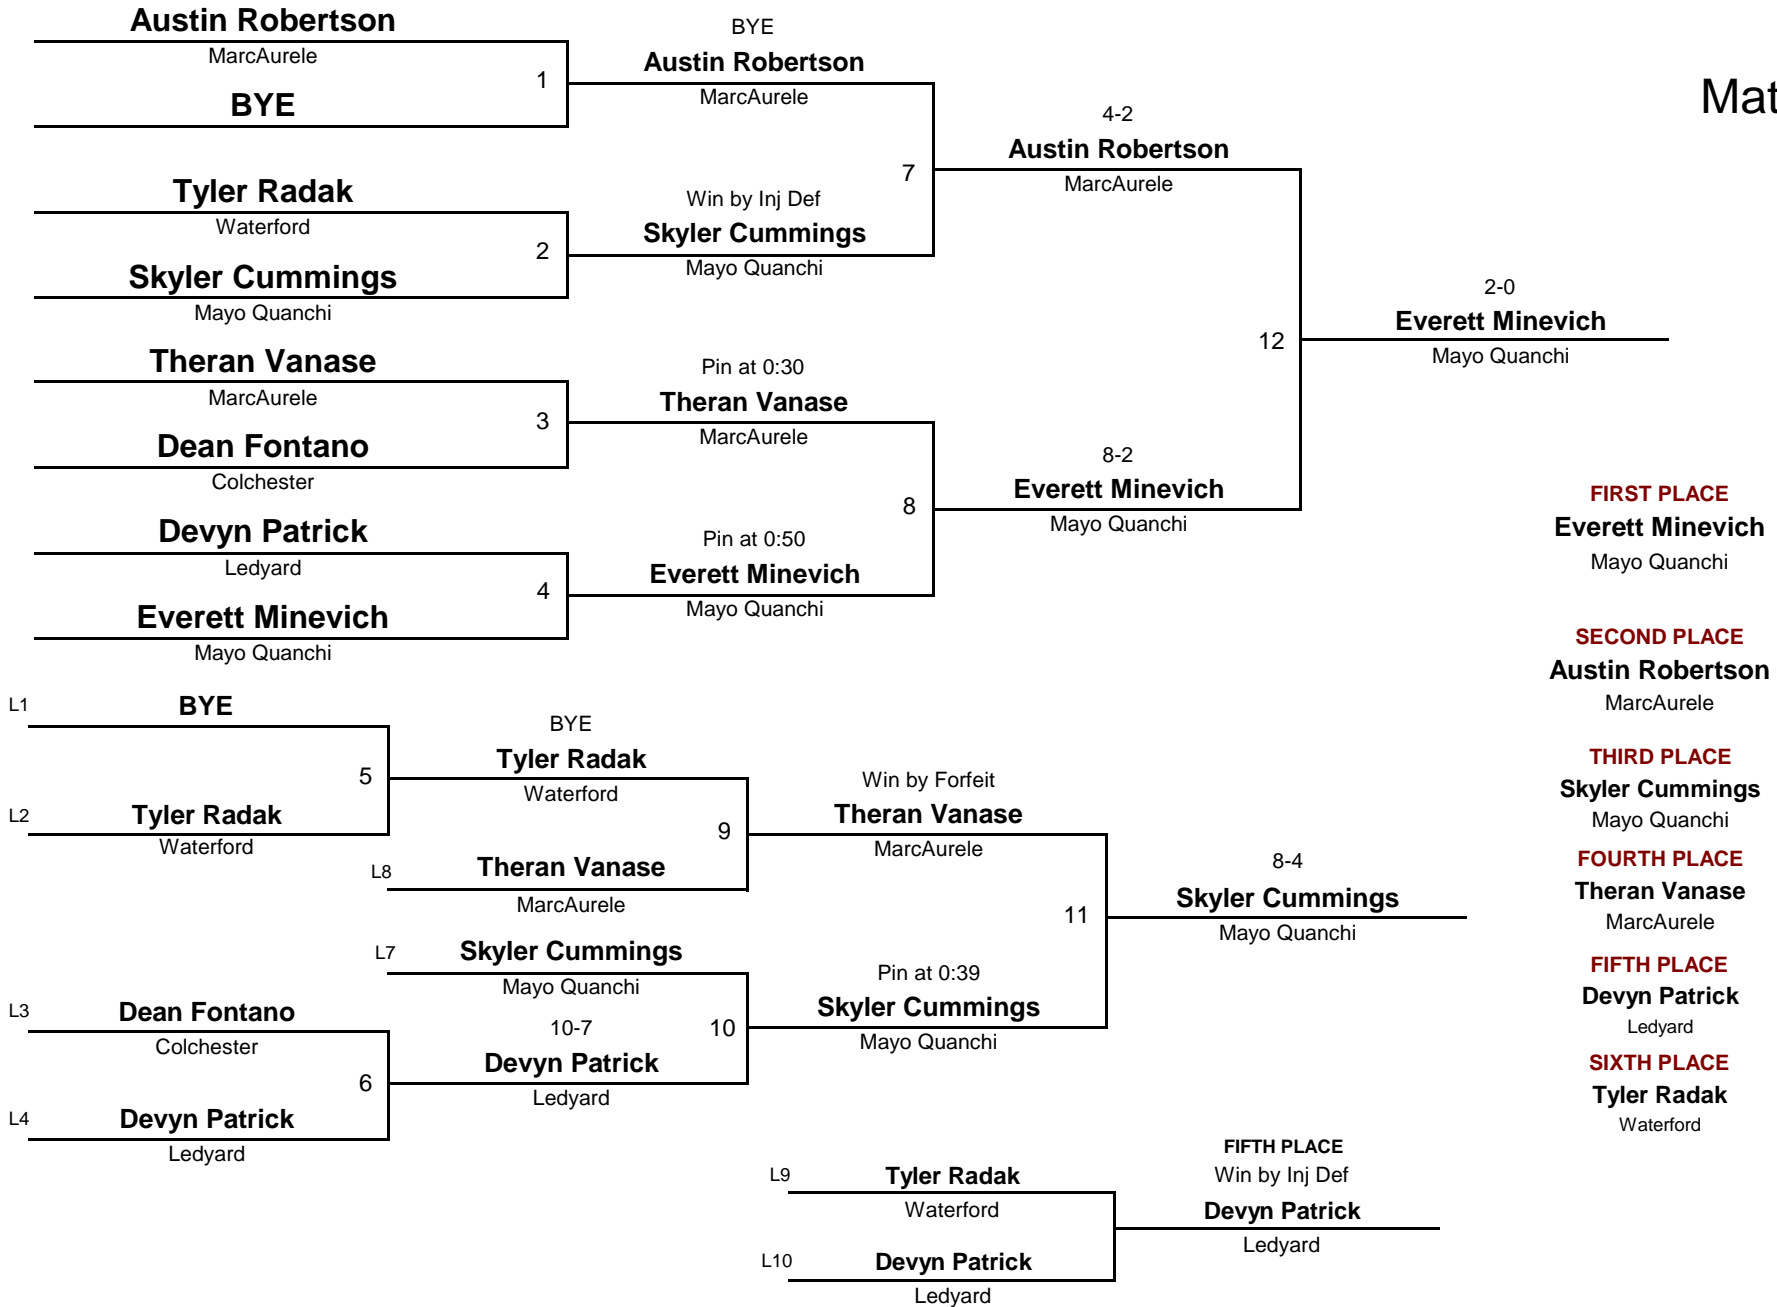 Austin Robertson
MarcAurele
1
BYE
Tyler Radak
Waterford
2
Skyler Cummings
Mayo Quanchi
Theran Vanase
MarcAurele
3
Dean Fontano
Colchester
Devyn Patrick
Ledyard
4
Everett Minevich
Mayo Quanchi
BYE
Austin Robertson
MarcAurele
7
Win by Inj Def
Skyler Cummings
Mayo Quanchi
Pin at 0:30
Theran Vanase
MarcAurele
8
Pin at 0:50
Everett Minevich
Mayo Quanchi
4-2
Austin Robertson
MarcAurele
12
8-2
Everett Minevich
Mayo Quanchi
2-0
Everett Minevich
Mayo Quanchi
Mat
FIRST PLACE
Everett Minevich
Mayo Quanchi
SECOND PLACE
Austin Robertson
MarcAurele
THIRD PLACE
Skyler Cummings
Mayo Quanchi
FOURTH PLACE
Theran Vanase
MarcAurele
FIFTH PLACE
Devyn Patrick
Ledyard
SIXTH PLACE
Tyler Radak
Waterford
L1 BYE
5
L2 Tyler Radak
Waterford
L3 Dean Fontano
Colchester
6
L4 Devyn Patrick
Ledyard
BYE
Tyler Radak
Waterford
9
L8 Theran Vanase
MarcAurele
L7 Skyler Cummings
Mayo Quanchi
10-7
10
Devyn Patrick
Ledyard
Win by Forfeit
Theran Vanase
MarcAurele
11
Pin at 0:39
Skyler Cummings
Mayo Quanchi
8-4
Skyler Cummings
Mayo Quanchi
L9 Tyler Radak
Waterford
L10 Devyn Patrick
Ledyard
FIFTH PLACE
Win by Inj Def
Devyn Patrick
Ledyard